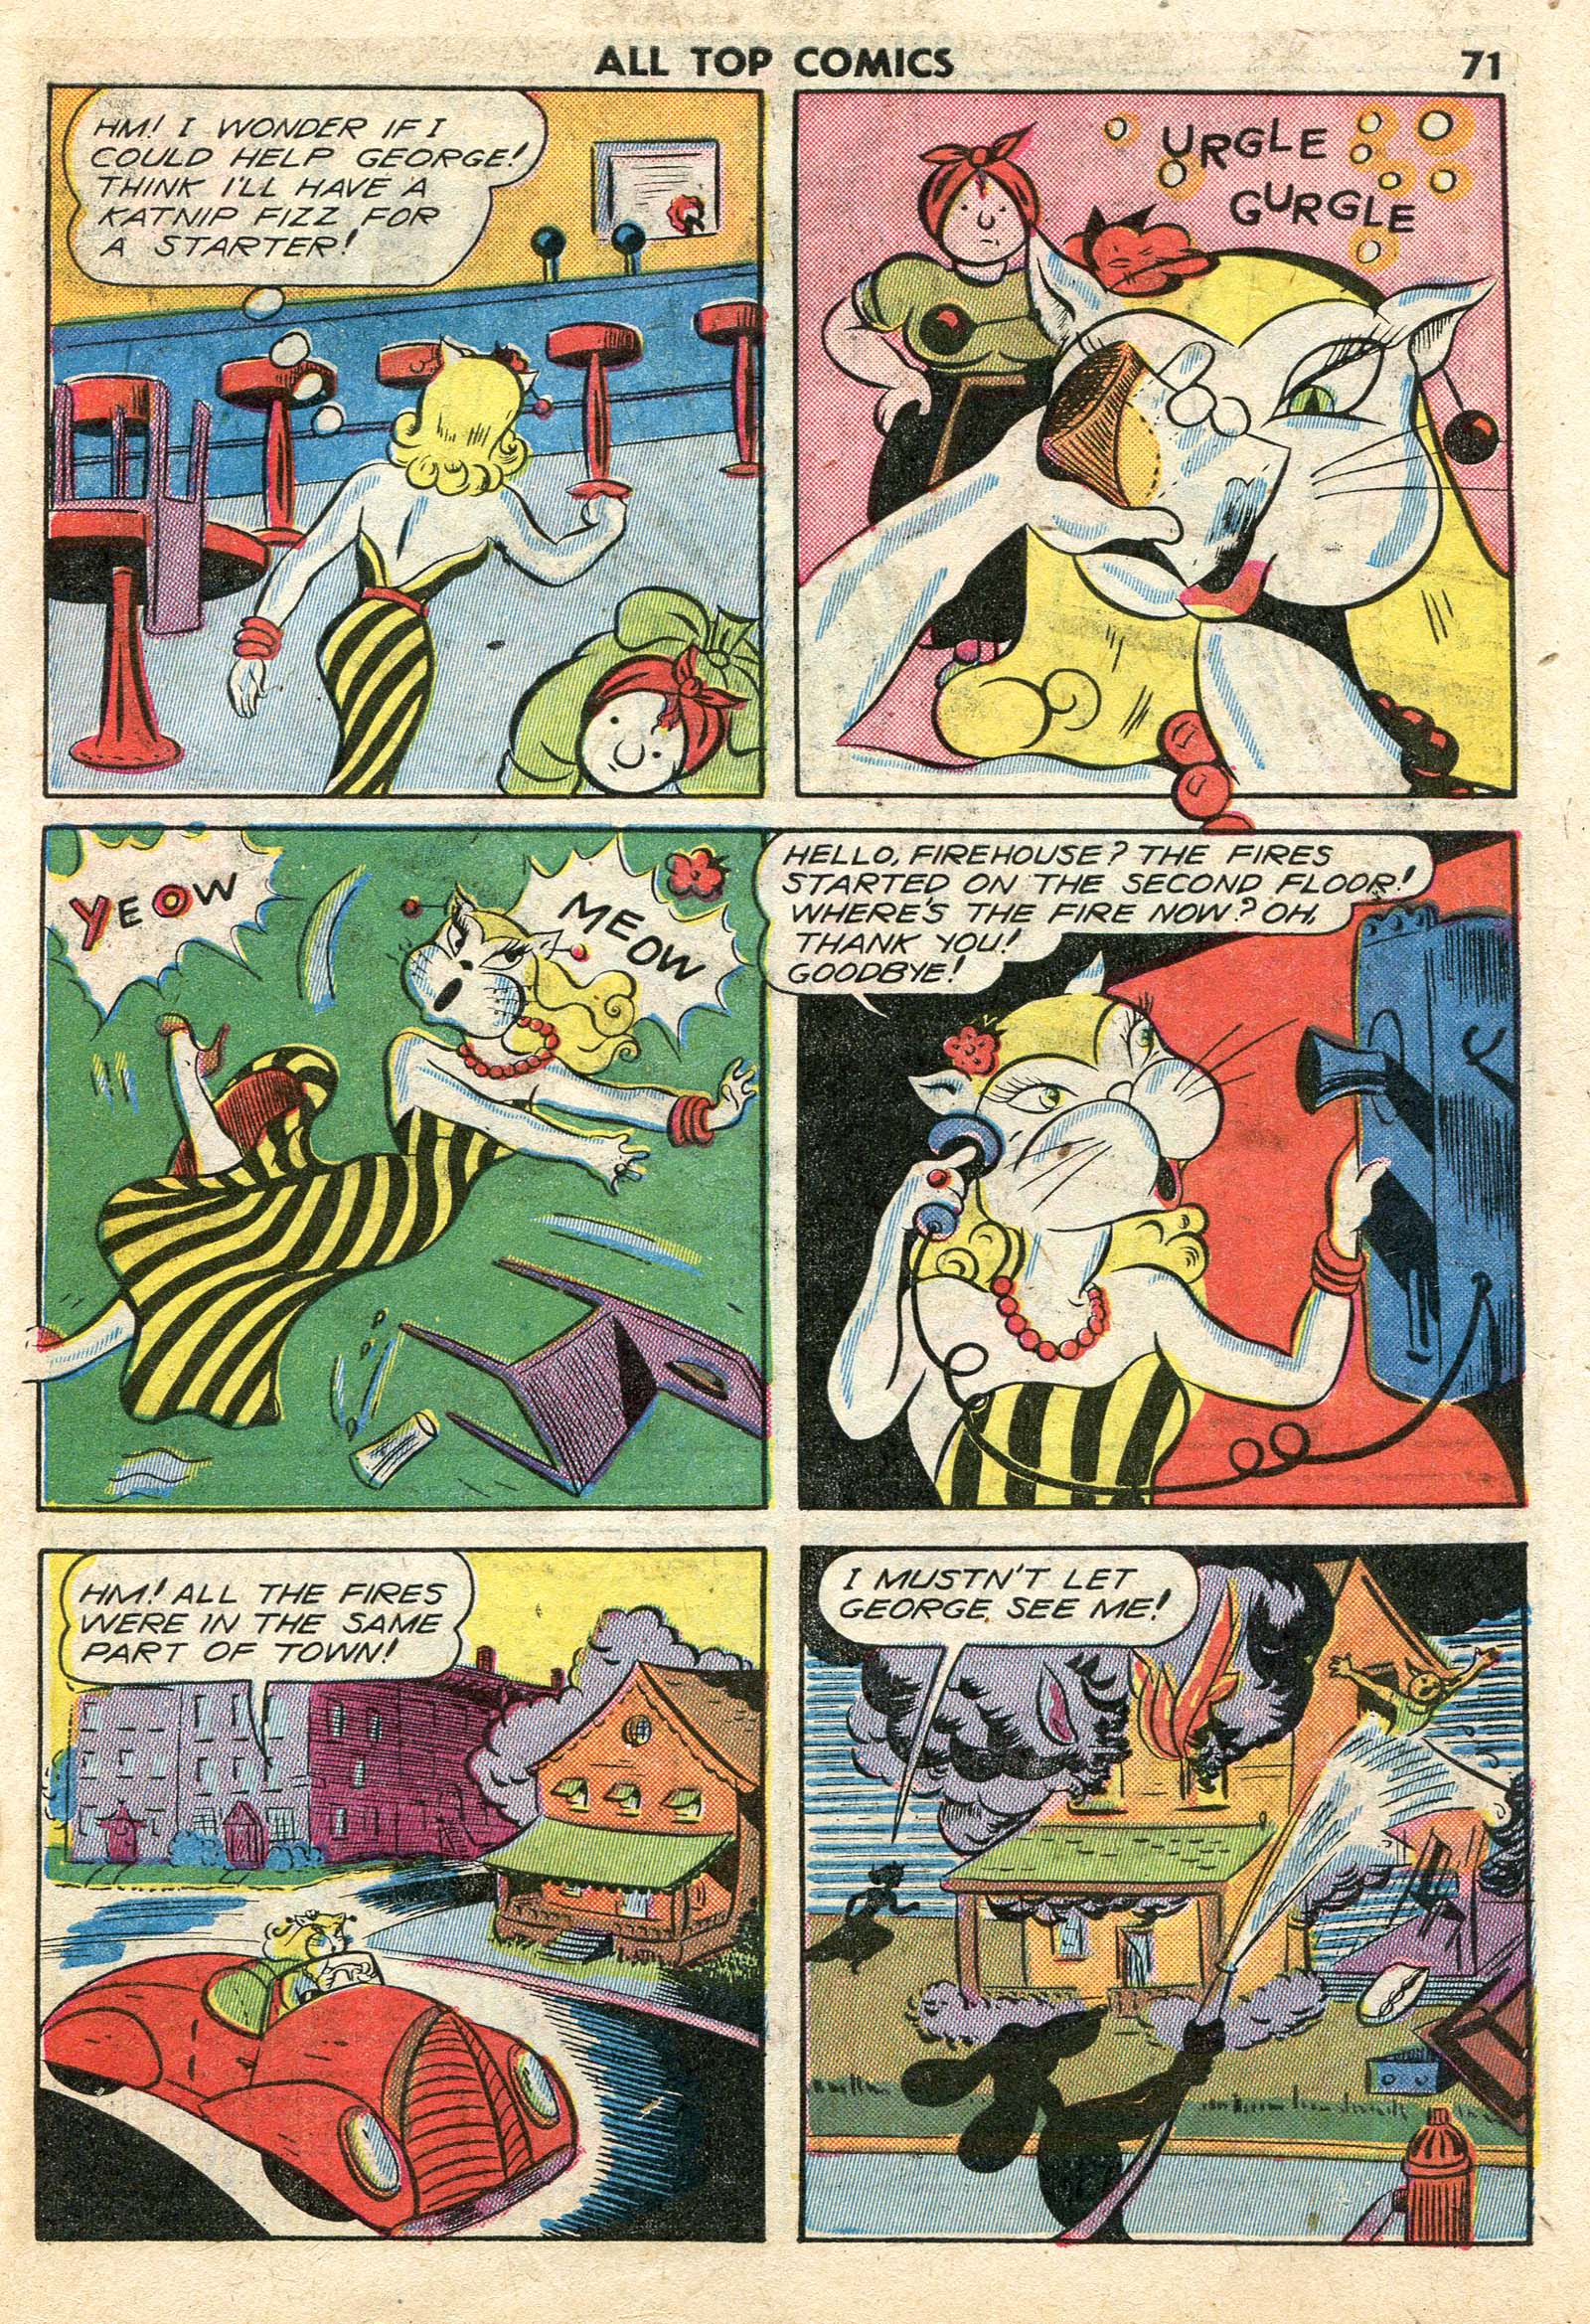 ALL TOP COMICS
71
HM! I WONDER IF I
COULD HELP GEORGE!
THINK I'LL HAVE A
KATNIP FIZZ FOR
A STARTER!
URGLE
GURGLE
YEOW
MEOW
HELLO, FIREHOUSE? THE FIRES
STARTED ON THE SECOND FLOOR!
WHERE'S THE FIRE NOW? OH,
THANK YOU!
GOODBYE!
HM! ALL THE FIRES
WERE IN THE SAME
PART OF TOWN!
I MUSTN'T LET
GEORGE SEE ME!